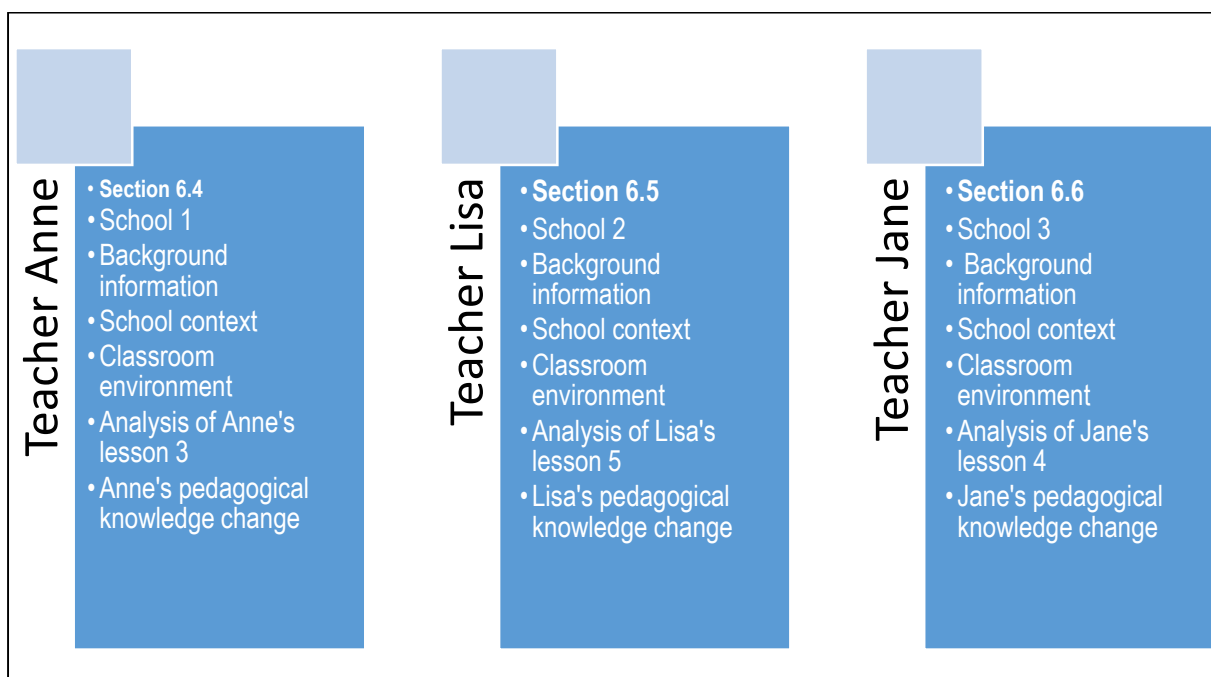 Teacher Anne
• Section 6.4
• School 1
• Background
information
• School context
• Classroom
environment
• Analysis of Anne's
lesson 3
• Anne's pedagogical
knowledge change
Teacher Lisa
• Section 6.5
• School 2
• Background
information
• School context
• Classroom
environment
• Analysis of Lisa's
lesson 5
• Lisa's pedagogical
knowledge change
Teacher Jane
• Section 6.6
• School 3
• Background
information
• School context
• Classroom
environment
• Analysis of Jane's
lesson 4
• Jane's pedagogical
knowledge change